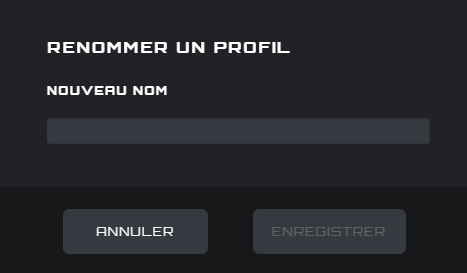 RENOMMER UN PROFIL
NOUVEAU NOM
ANNULER
ENREGISTRER